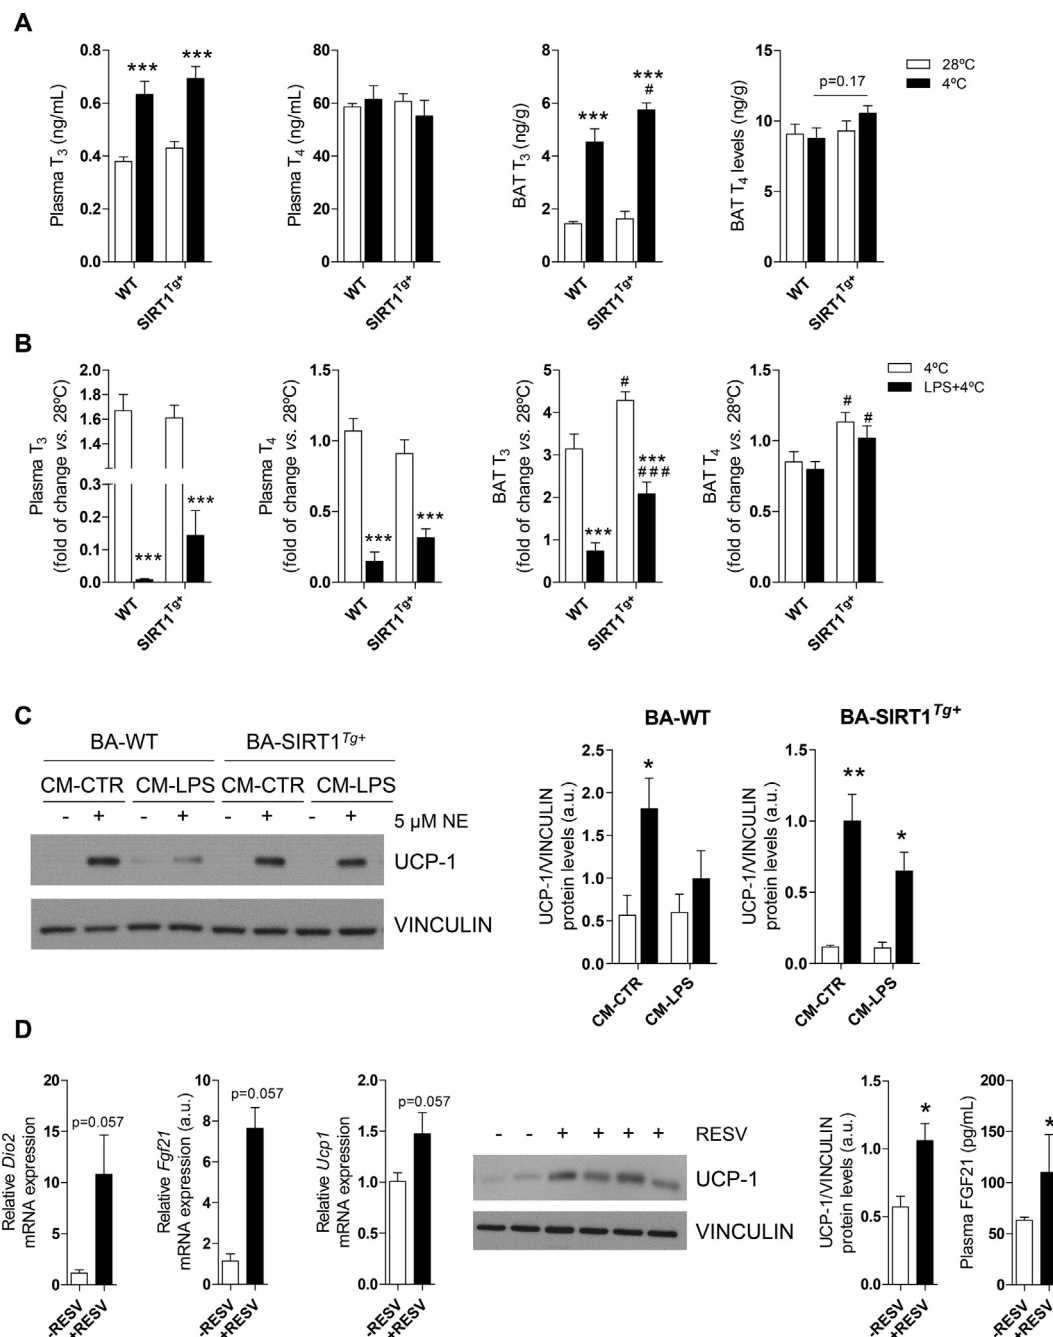 A
Plasma T3 (ng/mL)
0.8
0.6
0.4
0.2
0.0
***
***
WT
SIRT1Tg+
Plasma T4 (ng/mL)
80
60
40
20
0
WT
SIRT1Tg+
BAT T3 (ng/g)
8
6
4
2
0
***
***
#
WT
SIRT1Tg+
BAT T4 levels (ng/g)
15
10
5
0
p=0.17
WT
SIRT1Tg+
28ºC
4ºC
B
Plasma T3
(fold of change vs. 28ºC)
2.0
1.8
1.6
1.4
0.3
0.2
0.1
0.0
***
***
WT
SIRT1Tg+
Plasma T4
(fold of change vs. 28ºC)
1.5
1.0
0.5
0.0
***
***
WT
SIRT1Tg+
BAT T3
(fold of change vs. 28ºC)
5
4
3
2
1
0
***
#
***
###
WT
SIRT1Tg+
BAT T4
(fold of change vs. 28ºC)
1.5
1.0
0.5
0.0
#
#
WT
SIRT1Tg+
4ºC
LPS+4ºC
C
BA-WT
BA-SIRT1Tg+
CM-CTR CM-LPS CM-CTR CM-LPS
- + - + - + - + 5 µM NE
UCP-1
VINCULIN
BA-WT
UCP-1/VINCULIN
protein levels (a.u.)
2.5
2.0
1.5
1.0
0.5
0.0
*
CM-CTR
CM-LPS
BA-SIRT1Tg+
UCP-1/VINCULIN
protein levels (a.u.)
1.5
1.0
0.5
0.0
**
*
CM-CTR
CM-LPS
D
Relative Dio2
mRNA expression
20
15
10
5
0
p=0.057
-RESV
+RESV
Relative Fgf21
mRNA expression (a.u.)
10
8
6
4
2
0
p=0.057
-RESV
+RESV
Relative Ucp1
mRNA expression
2.0
1.5
1.0
0.5
0.0
p=0.057
-RESV
+RESV
- - + + + + RESV
UCP-1
VINCULIN
UCP-1/VINCULIN
protein levels (a.u.)
1.5
1.0
0.5
0.0
*
-RESV
+RESV
Plasma FGF21 (pg/mL)
200
150
100
50
0
*
-RESV
+RESV